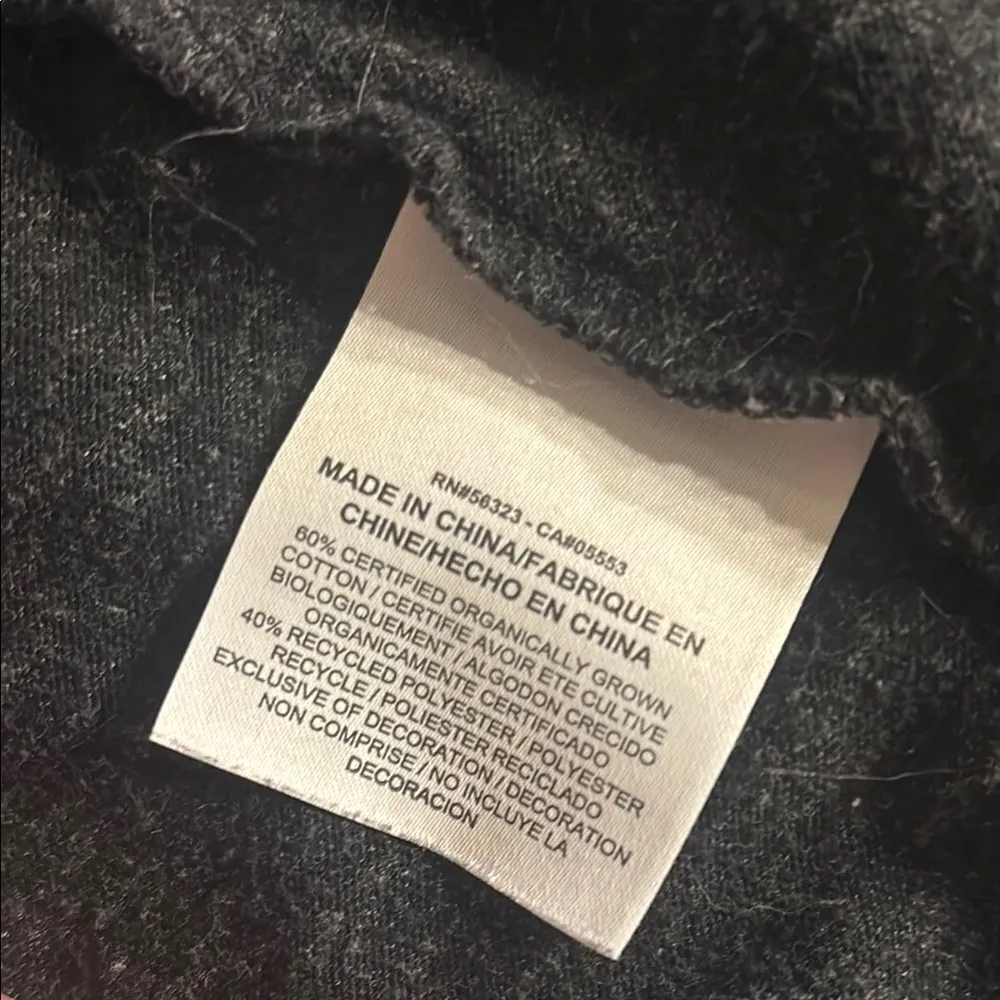 RN#56323 - CA#05553
MADE IN CHINA/FABRIQUE EN
CHINE/HECHO EN CHINA
60% CERTIFIED ORGANICALLY GROWN
COTTON / CERTIFIE AVOIR ETE CULTIVE
BIOLOGIQUEMENT / ALGODON CRECIDO
ORGANICAMENTE CERTIFICADO
40% RECYCLED POLYESTER / POLYESTER
RECYCLE / POLIESTER RECICLADO
EXCLUSIVE OF DECORATION / DECORATION
NON COMPRISE / NO INCLUYE LA
DECORACION